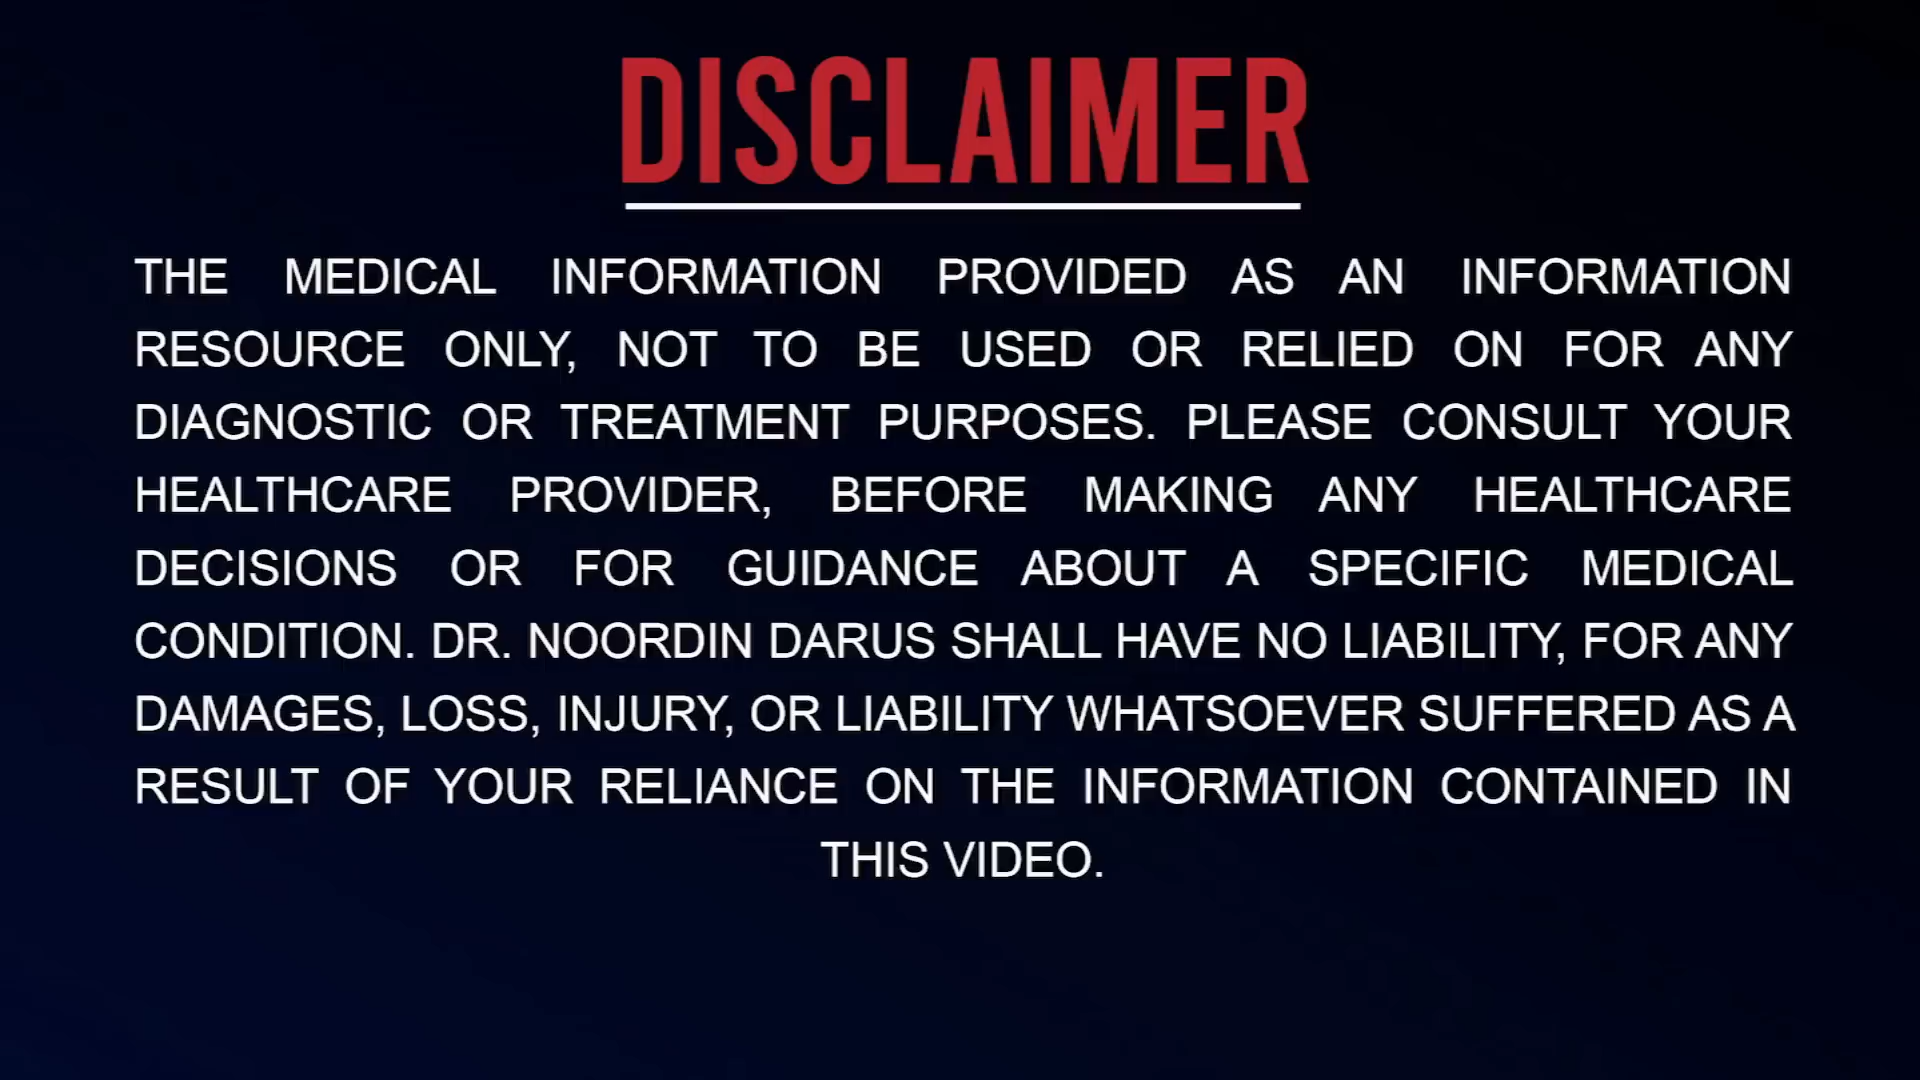 DISCLAIMER
THE MEDICAL INFORMATION PROVIDED AS AN INFORMATION
RESOURCE ONLY, NOT TO BE USED OR RELIED ON FOR ANY
DIAGNOSTIC OR TREATMENT PURPOSES. PLEASE CONSULT YOUR
HEALTHCARE PROVIDER, BEFORE MAKING ANY HEALTHCARE
DECISIONS OR FOR GUIDANCE ABOUT A SPECIFIC MEDICAL
CONDITION. DR. NOORDIN DARUS SHALL HAVE NO LIABILITY, FOR ANY
DAMAGES, LOSS, INJURY, OR LIABILITY WHATSOEVER SUFFERED AS A
RESULT OF YOUR RELIANCE ON THE INFORMATION CONTAINED IN
THIS VIDEO.